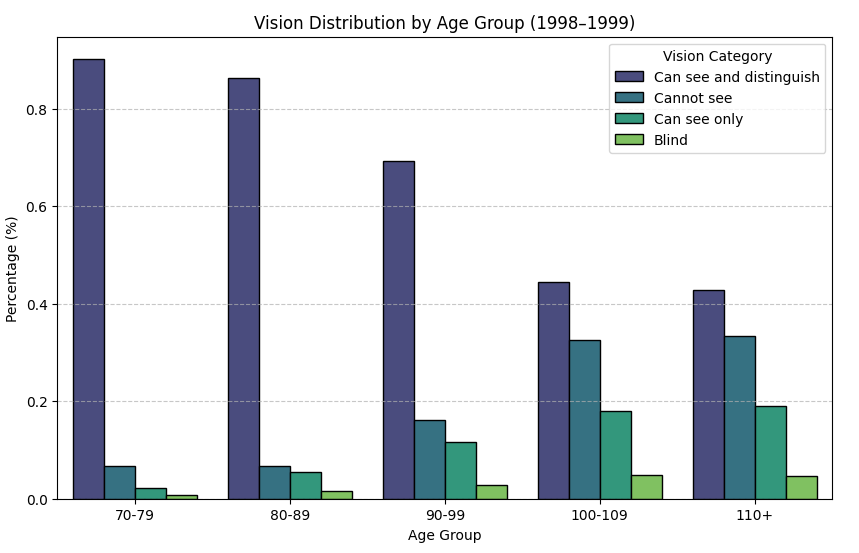 Vision Distribution by Age Group (1998–1999)
Vision Category
Can see and distinguish
Cannot see
Can see only
Blind
Percentage (%)
0.8
0.6
0.4
0.2
0.0
70-79 80-89 90-99 100-109 110+
Age Group